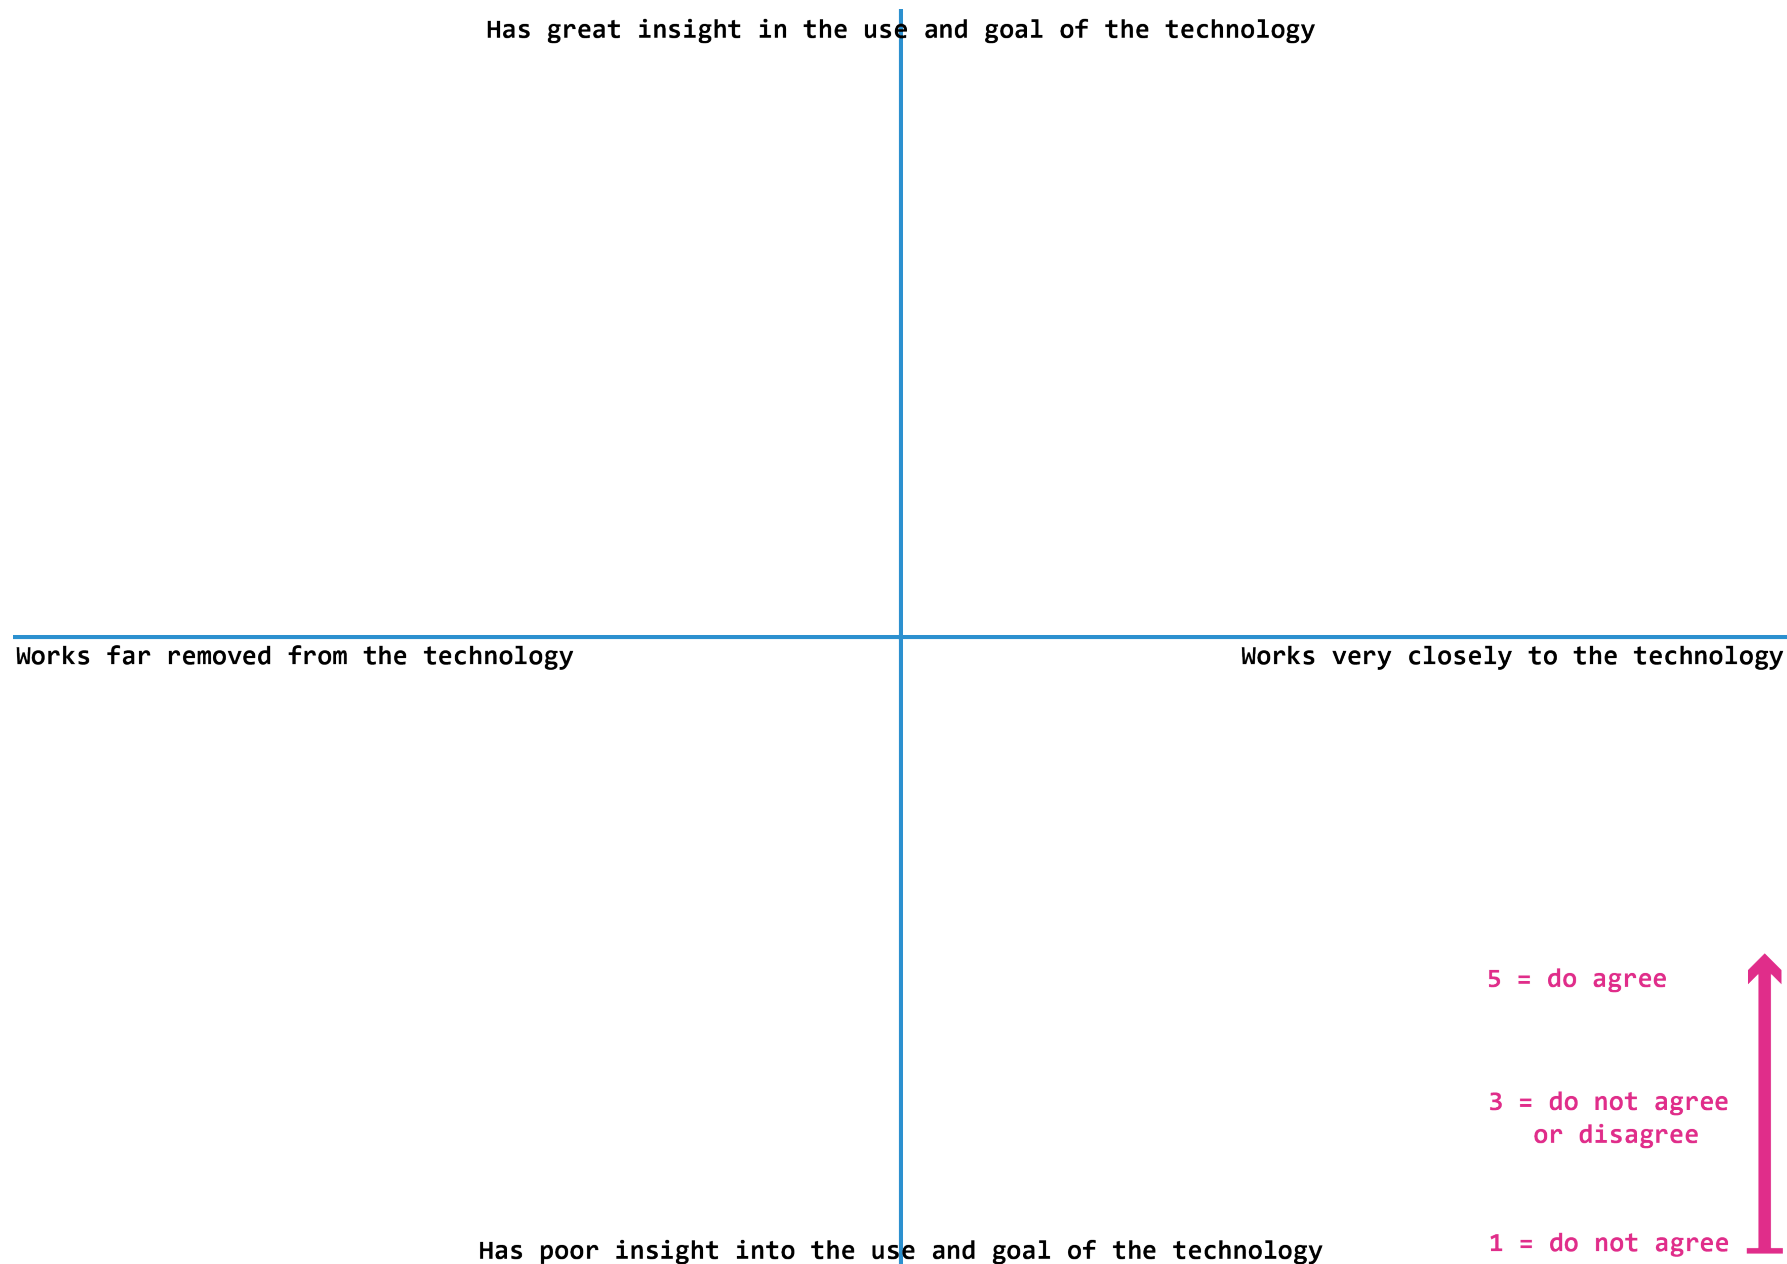 Has great insight in the use and goal of the technology
Works far removed from the technology
Works very closely to the technology
5 = do agree
3 = do not agree
or disagree
1 = do not agree
Has poor insight into the use and goal of the technology